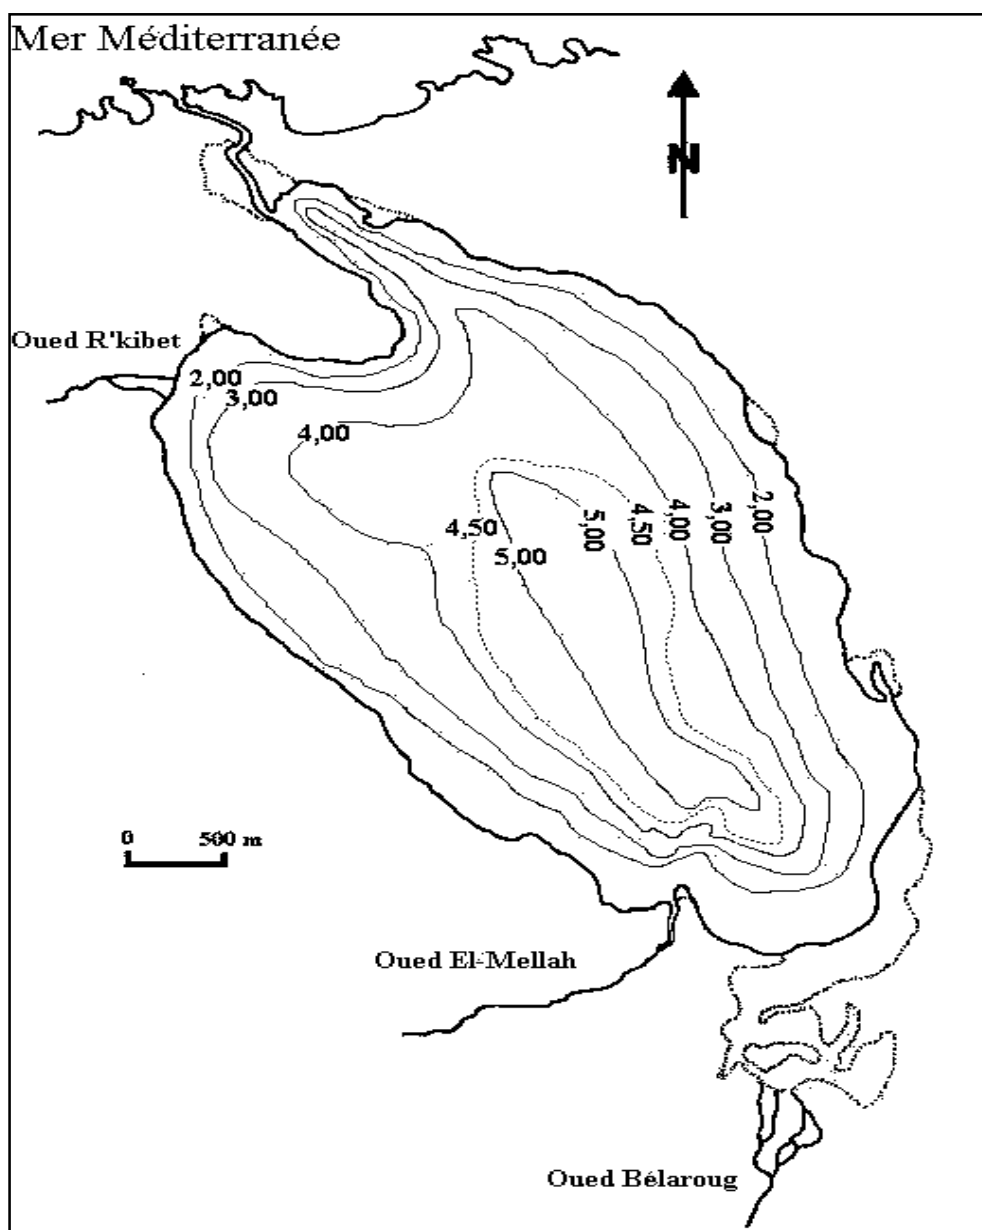 Mer Méditerranée
N
Oued R'kibet
2,00
3,00
4,00
4,50
5,00
5,00
4,50
4,00
3,00
2,00
0 500 m
Oued El-Mellah
Oued Bélaroug